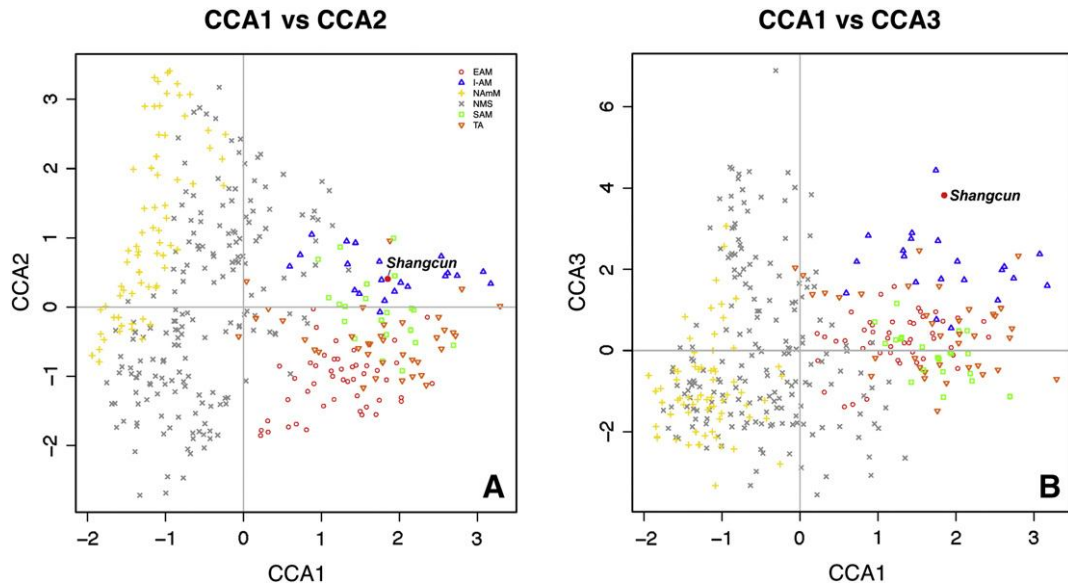 CCA1 vs CCA2
CCA1 vs CCA3
3
2
1
0
−1
−2
CCA2
EAM
I-AM
NAmM
NMS
SAM
TA
Shangcun
A
−2
−1
0
1
2
3
CCA1
6
4
2
0
−2
CCA3
Shangcun
B
−2
−1
0
1
2
3
CCA1